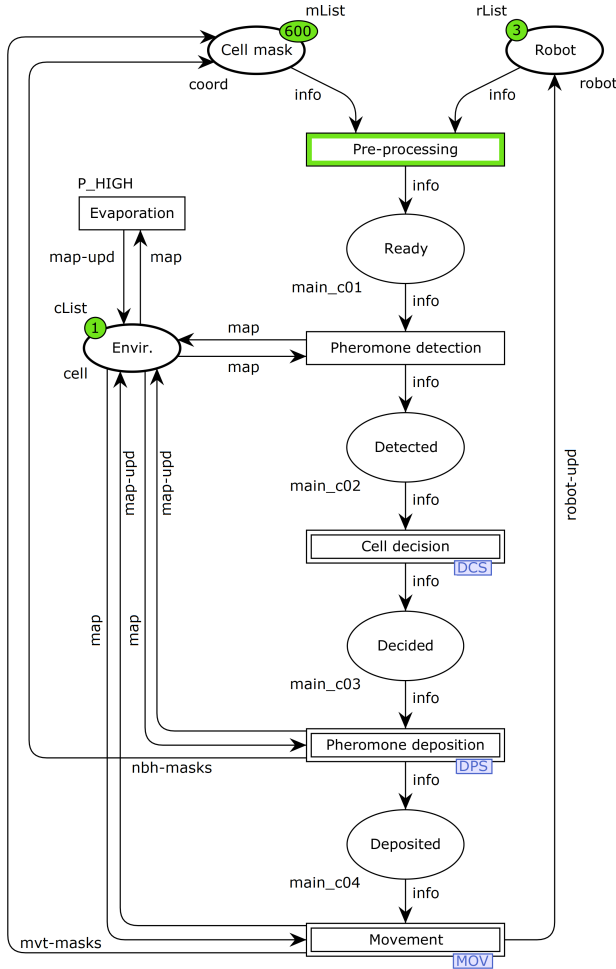 mList
rList
600
3
Cell mask
Robot
coord
robot
info
info
Pre-processing
info
P_HIGH
Evaporation
Ready
map-upd
map
main_c01
info
cList
1
map
Envir.
Pheromone detection
map
cell
info
Detected
map-upd
map-upd
robot-upd
main_c02
info
Cell decision
DCS
info
map
map
Decided
main_c03
info
Pheromone deposition
nbh-masks
DPS
info
Deposited
main_c04
info
mvt-masks
Movement
MOV